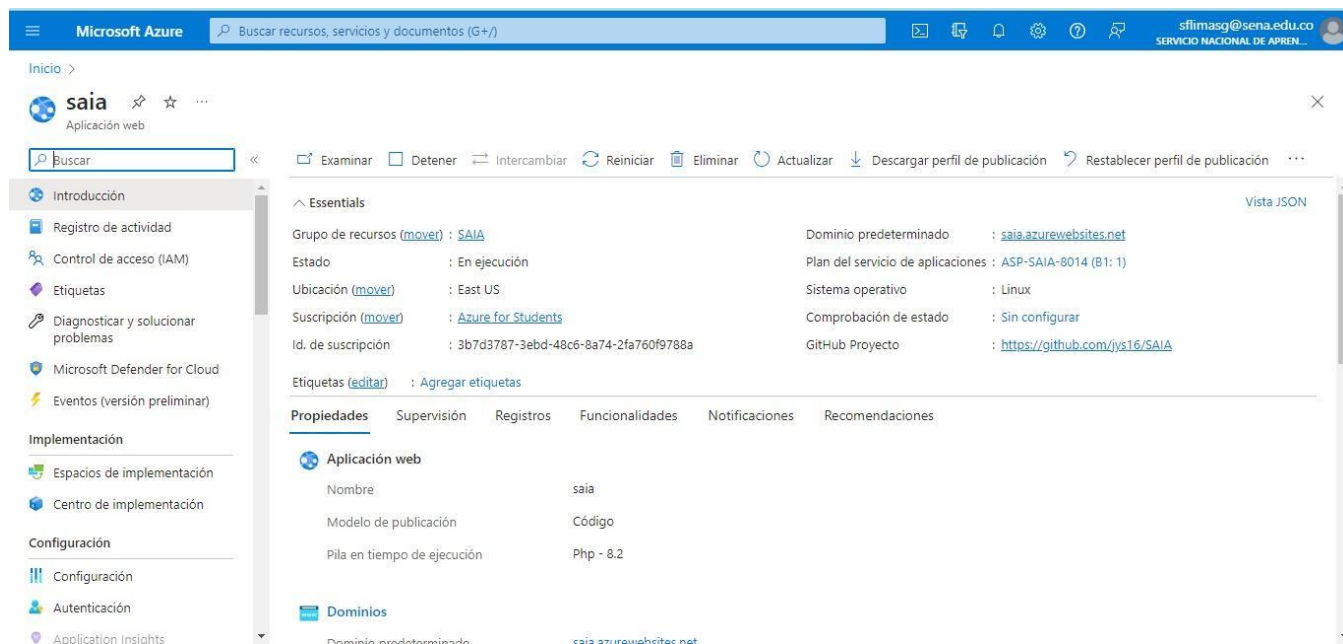 Microsoft Azure
Buscar recursos, servicios y documentos (G+/)
sflimasg@sena.edu.co
SERVICIO NACIONAL DE APREN...
Inicio >
saia
Aplicación web
Buscar
Examinar Detener Intercambiar Reiniciar Eliminar Actualizar Descargar perfil de publicación Restablecer perfil de publicación ...
Introducción
Registro de actividad
Control de acceso (IAM)
Etiquetas
Diagnosticar y solucionar
problemas
Microsoft Defender for Cloud
Eventos (versión preliminar)
Implementación
Espacios de implementación
Centro de implementación
Configuración
Configuración
Autenticación
Application Insights
Essentials
Vista JSON
Grupo de recursos (mover) : SAIA
Estado : En ejecución
Ubicación (mover) : East US
Suscripción (mover) : Azure for Students
Id. de suscripción : 3b7d3787-3ebd-48c6-8a74-2fa760f9788a
Dominio predeterminado : saia.azurewebsites.net
Plan del servicio de aplicaciones : ASP-SAIA-8014 (B1: 1)
Sistema operativo : Linux
Comprobación de estado : Sin configurar
GitHub Proyecto : https://github.com/jys16/SAIA
Etiquetas (editar) : Agregar etiquetas
Propiedades Supervisión Registros Funcionalidades Notificaciones Recomendaciones
Aplicación web
Nombre saia
Modelo de publicación Código
Pila en tiempo de ejecución Php - 8.2
Dominios
Dominio predeterminado saia.azurewebsites.net